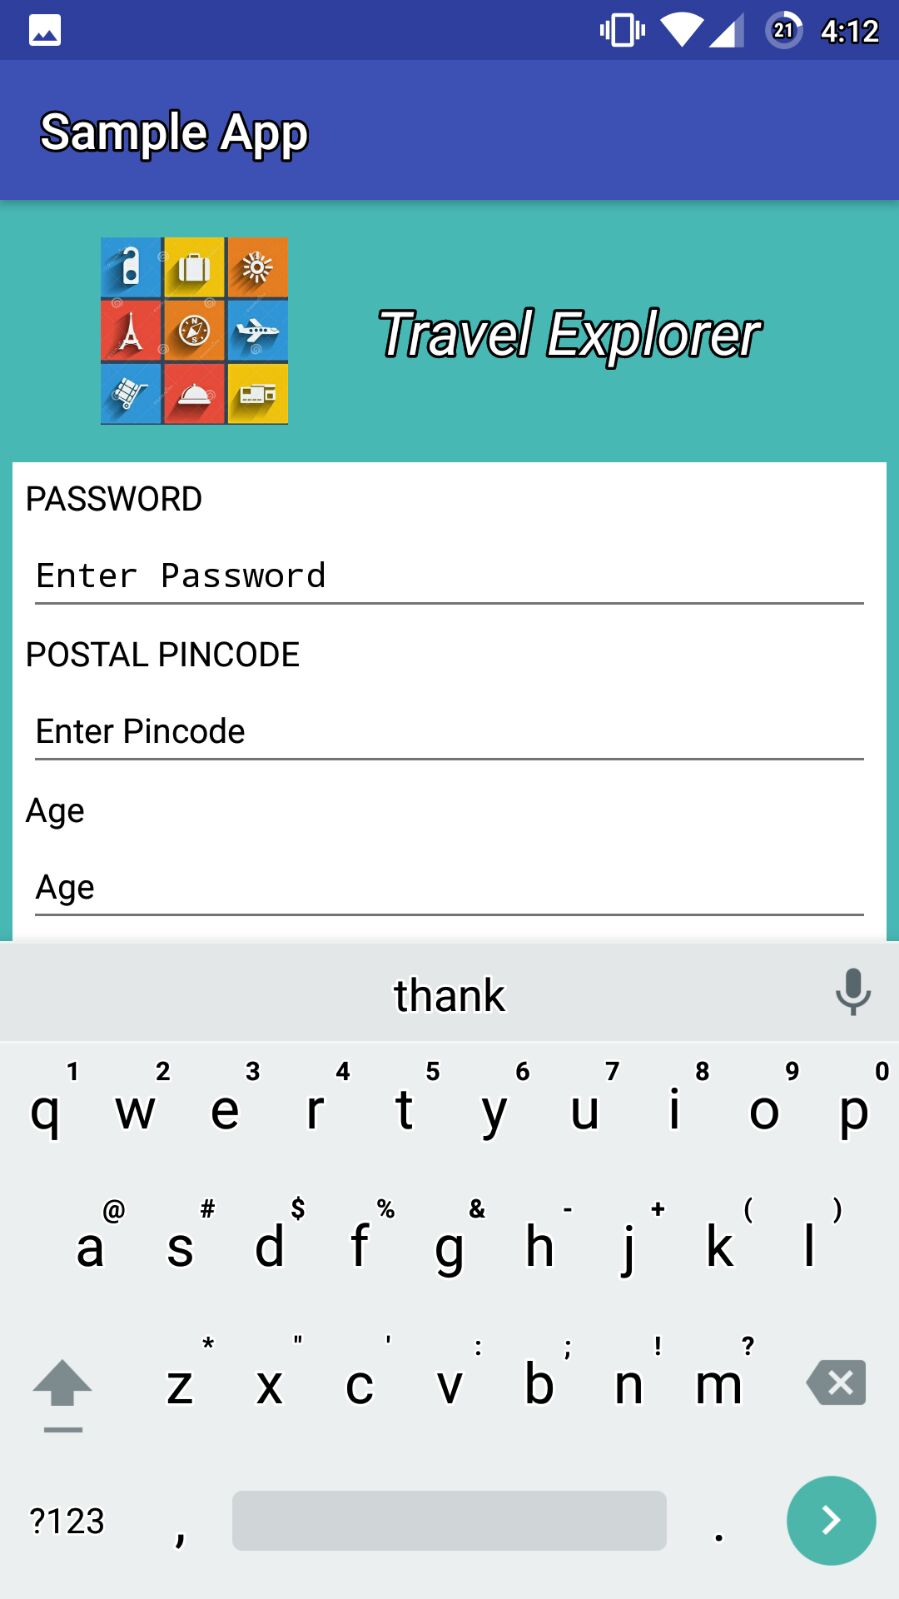 21 4:12
Sample App
N
S
Travel Explorer
PASSWORD
Enter Password
POSTAL PINCODE
Enter Pincode
Age
Age
thank
1 2 3 4 5 6 7 8 9 0
q w e r t y u i o p
@ # $ % & - + ( )
a s d f g h j k l
* " ' : ; ! ?
z x c v b n m
?123 , .